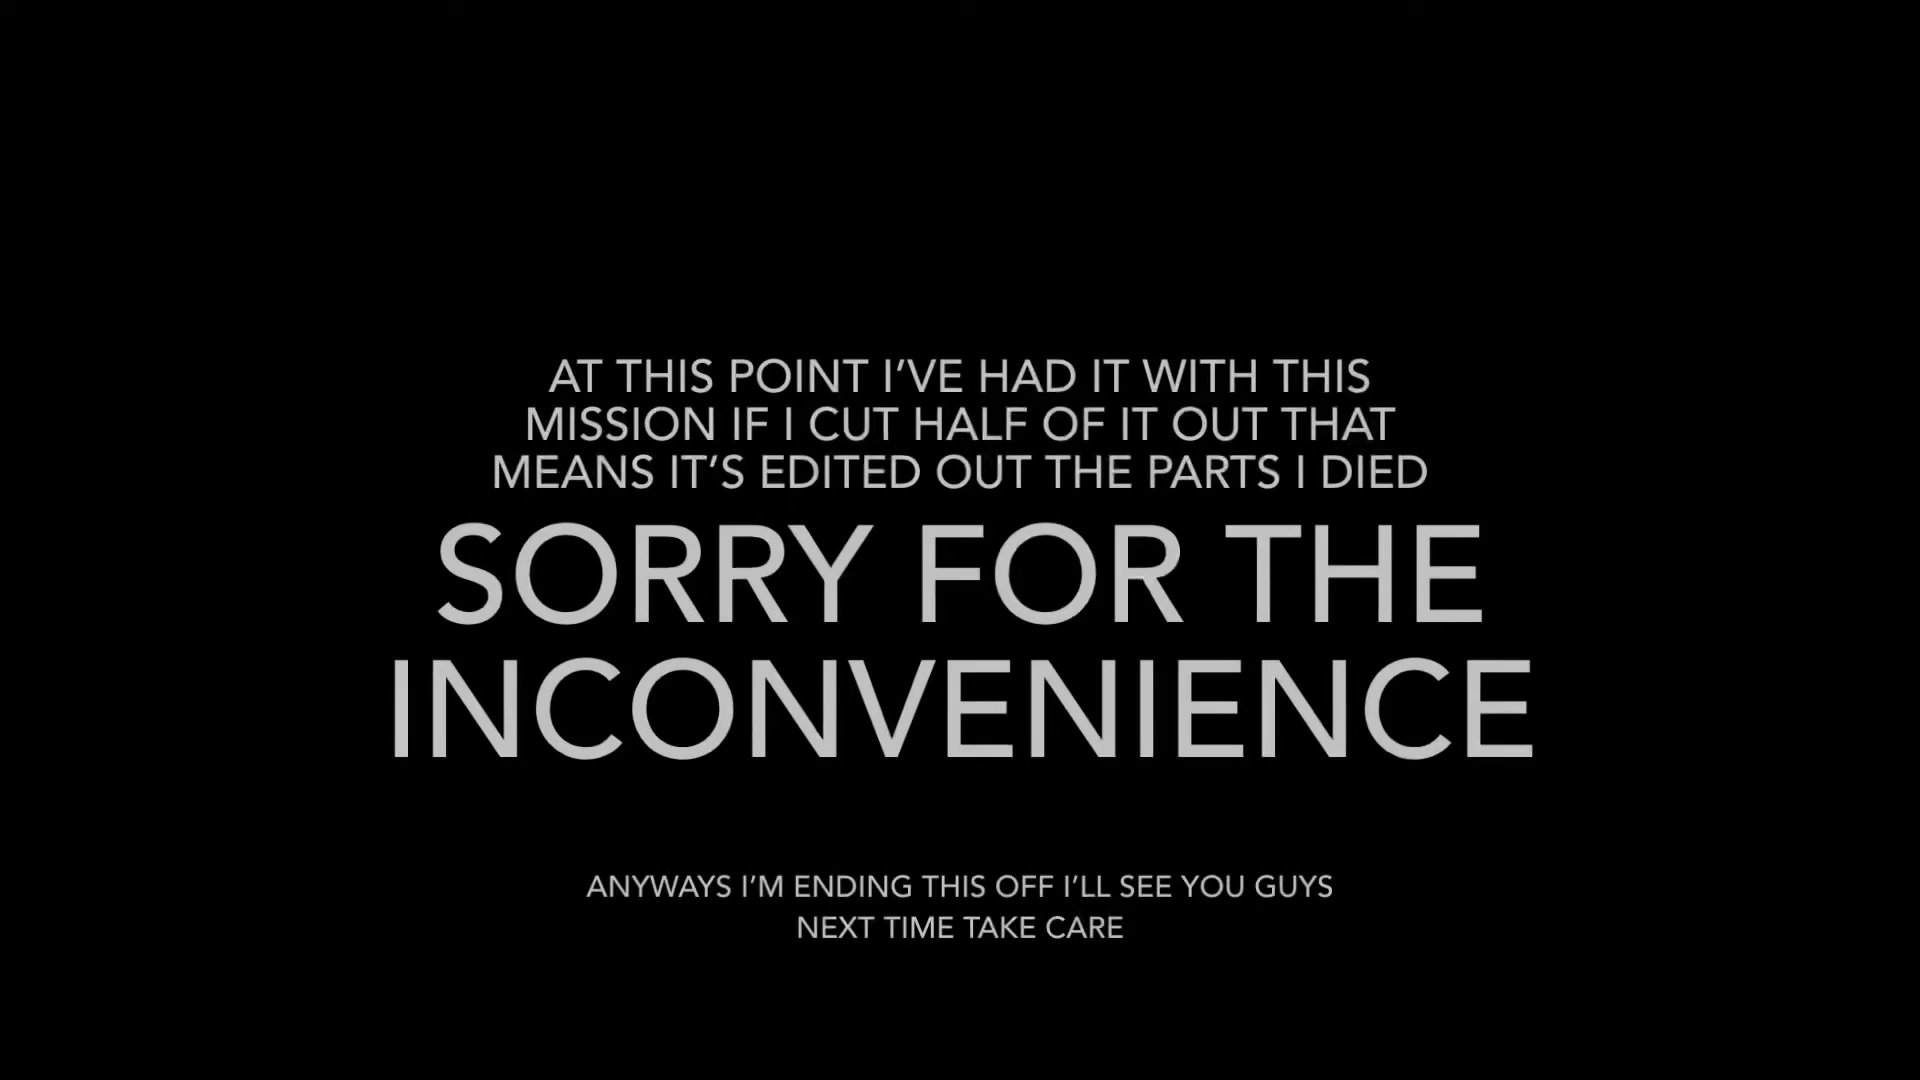 AT THIS POINT I’VE HAD IT WITH THIS
MISSION IF I CUT HALF OF IT OUT THAT
MEANS IT’S EDITED OUT THE PARTS I DIED
SORRY FOR THE
INCONVENIENCE
ANYWAYS I’M ENDING THIS OFF I’LL SEE YOU GUYS
NEXT TIME TAKE CARE